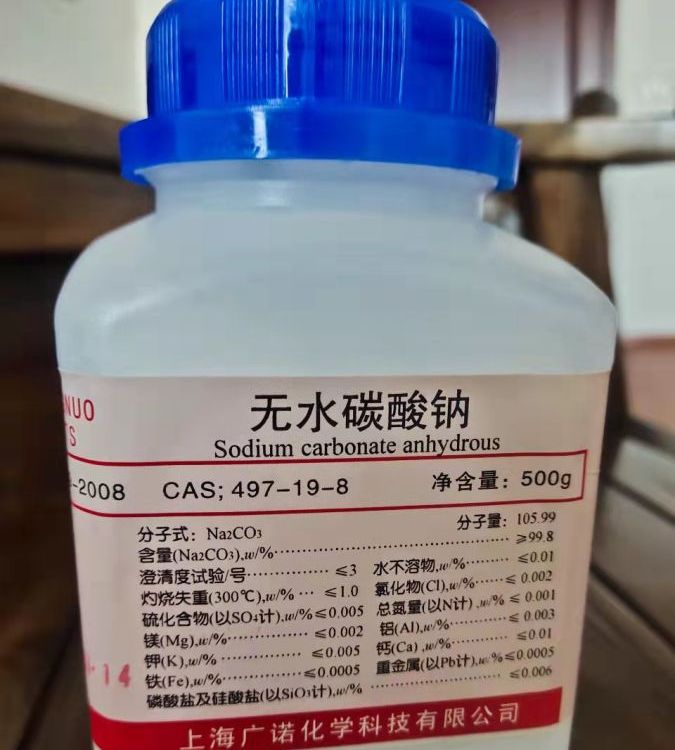 NUO
TS
无水碳酸钠
Sodium carbonate anhydrous
-2008 CAS; 497-19-8 净含量: 500g
分子式: Na2CO3 分子量: 105.99
含量(Na2CO3),w/% ≥99.8
澄清度试验/号 ≤3 水不溶物,w/% ≤0.01
灼烧失重(300℃),w/% ≤1.0 氯化物(Cl),w/% ≤ 0.002
硫化合物(以SO4计),w/% ≤0.005 总氮量(以N计),w/% ≤ 0.001
镁(Mg),w/% ≤0.002 铝(Al),w/% ≤ 0.003
钾(K),w/% ≤0.005 钙(Ca),w/% ≤0.01
铁(Fe),w/% ≤0.0005 重金属(以Pb计),w/% ≤0.0005
磷酸盐及硅酸盐(以SiO3计),w/% ≤0.006
14
上海广诺化学科技有限公司